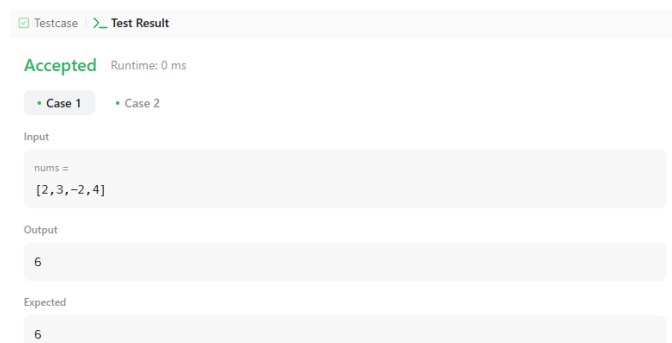 Testcase >_ Test Result
Accepted Runtime: 0 ms
• Case 1 • Case 2
Input
nums =
[2,3,-2,4]
Output
6
Expected
6